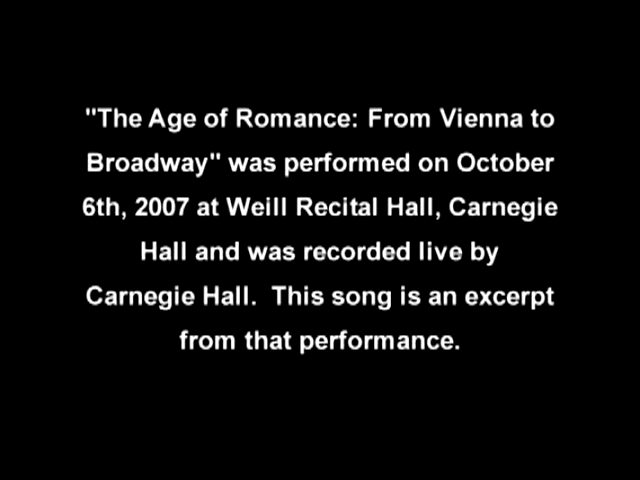 "The Age of Romance: From Vienna to
Broadway" was performed on October
6th, 2007 at Weill Recital Hall, Carnegie
Hall and was recorded live by
Carnegie Hall.  This song is an excerpt
from that performance.